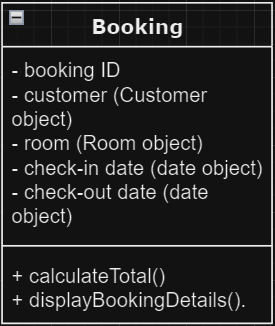 Booking
- booking ID
- customer (Customer
object)
- room (Room object)
- check-in date (date object)
- check-out date (date
object)
+ calculateTotal()
+ displayBookingDetails().